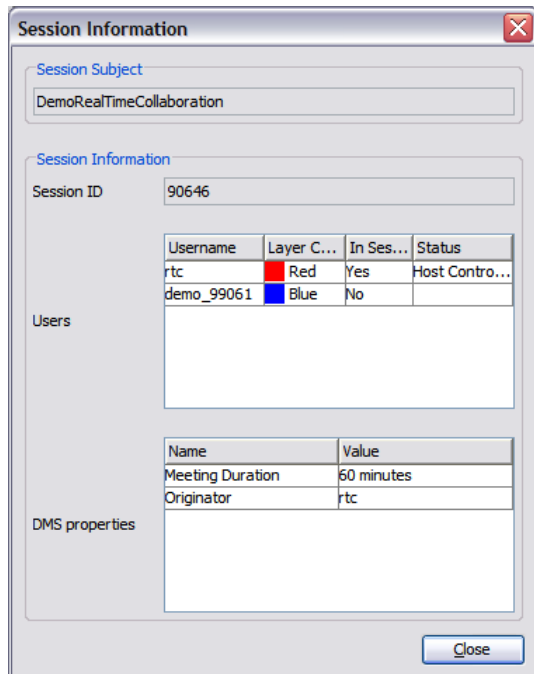 Session Information
Session Subject
DemoRealTimeCollaboration
Session Information
Session ID 90646
Username Layer C... In Ses... Status
rtc Red Yes Host Contro...
demo_99061 Blue No
Users
Name Value
Meeting Duration 60 minutes
Originator rtc
DMS properties
Close